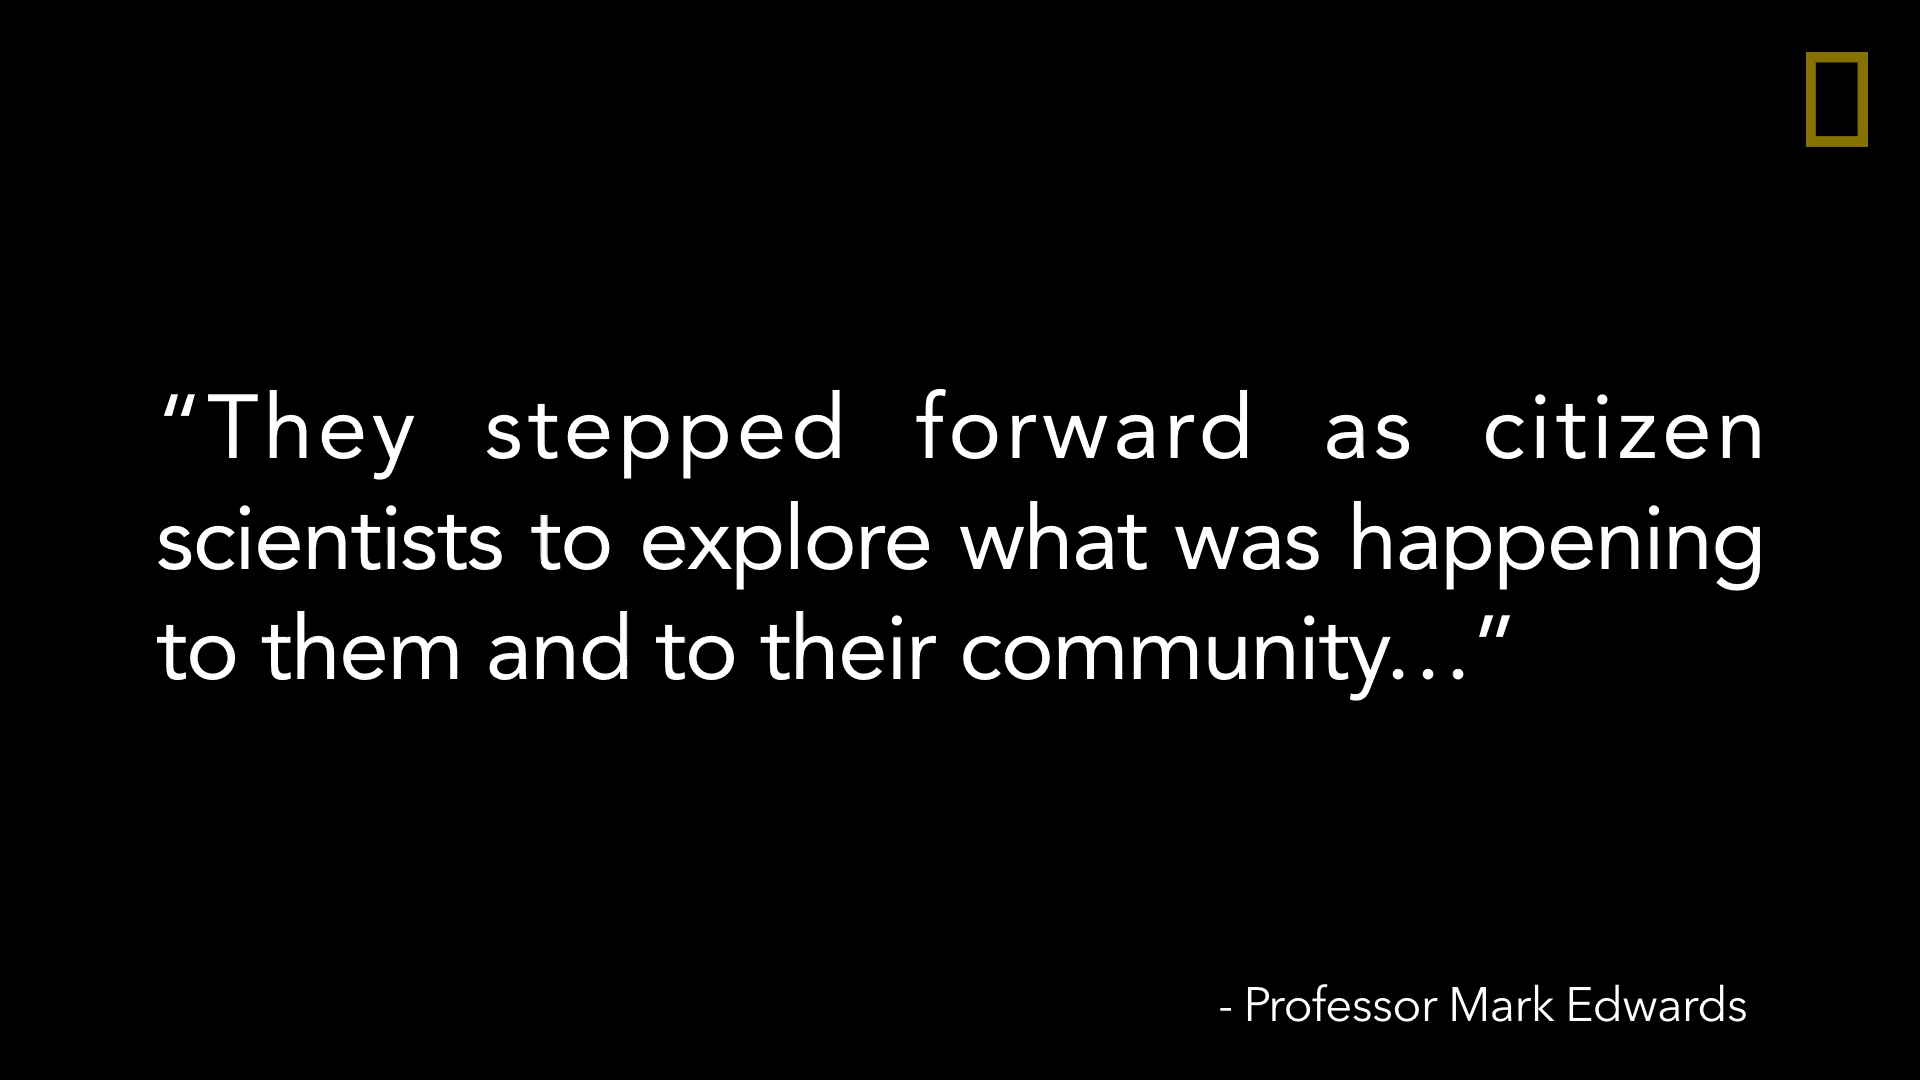 “They stepped forward as citizen
scientists to explore what was happening
to them and to their community…”
- Professor Mark Edwards